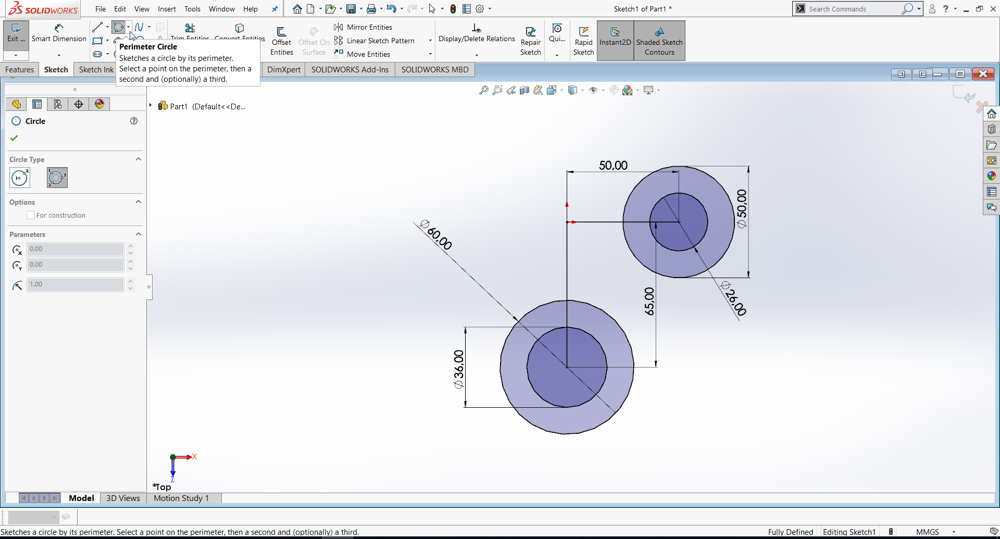 SOLIDWORKS
File Edit View Insert Tools Window Help
Sketch1 of Part1 *
Search Commands
Exit ...
Smart Dimension
Trim Entities
Convert Entities
Offset Entities
Offset On Surface
Mirror Entities
Linear Sketch Pattern
Move Entities
Display/Delete Relations
Repair Sketch
Qui...
Rapid Sketch
Instant2D
Shaded Sketch Contours
Perimeter Circle
Sketches a circle by its perimeter.
Select a point on the perimeter, then a
second and (optionally) a third.
Features Sketch Sketch Ink DimXpert SOLIDWORKS Add-Ins SOLIDWORKS MBD
Part1 (Default<<De...
Circle
Circle Type
Options
For construction
Parameters
0.00
0.00
1.00
50,00
∅50,00
∅60,00
65,00
∅26,00
∅36,00
X
Z
*Top
Model 3D Views Motion Study 1
Sketches a circle by its perimeter. Select a point on the perimeter, then a second and (optionally) a third.
Fully Defined Editing Sketch1 MMGS